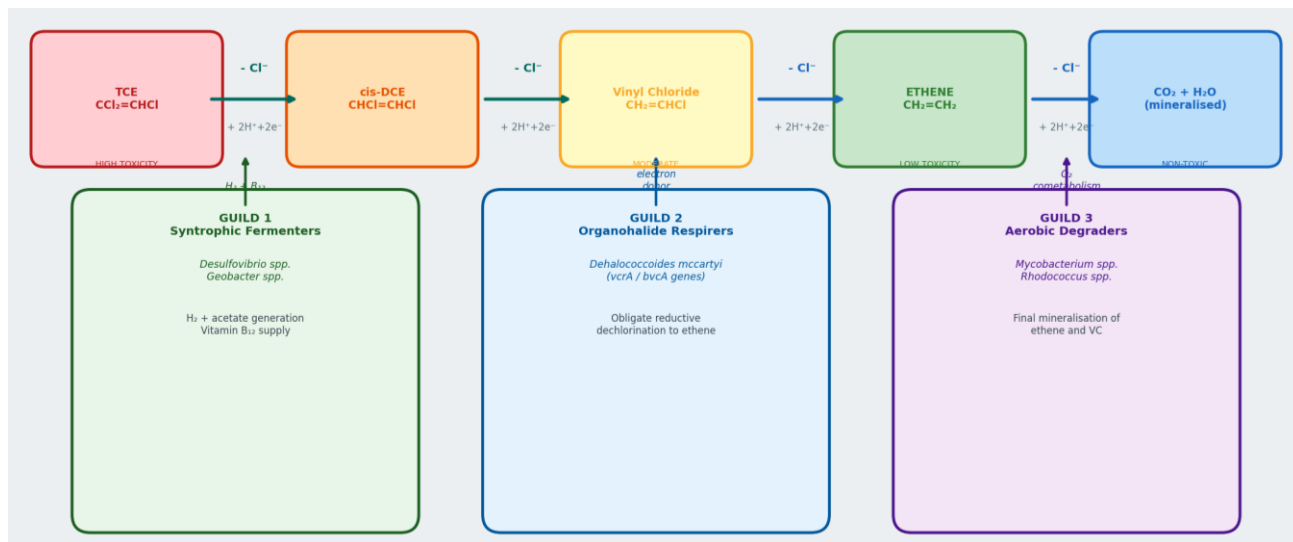 TCE
CCl₂=CHCl
HIGH TOXICITY
- Cl⁻
+ 2H⁺+2e⁻
cis-DCE
CHCl=CHCl
- Cl⁻
+ 2H⁺+2e⁻
Vinyl Chloride
CH₂=CHCl
MODERATE
- Cl⁻
+ 2H⁺+2e⁻
ETHENE
CH₂=CH₂
LOW TOXICITY
- Cl⁻
+ 2H⁺+2e⁻
CO₂ + H₂O
(mineralised)
NON-TOXIC
H₂ + B₁₂
electron
donor
O₂
cometabolism
GUILD 1
Syntrophic Fermenters
Desulfovibrio spp.
Geobacter spp.
H₂ + acetate generation
Vitamin B₁₂ supply
GUILD 2
Organohalide Respirers
Dehalococcoides mccartyi
(vcrA / bvcA genes)
Obligate reductive
dechlorination to ethene
GUILD 3
Aerobic Degraders
Mycobacterium spp.
Rhodococcus spp.
Final mineralisation of
ethene and VC